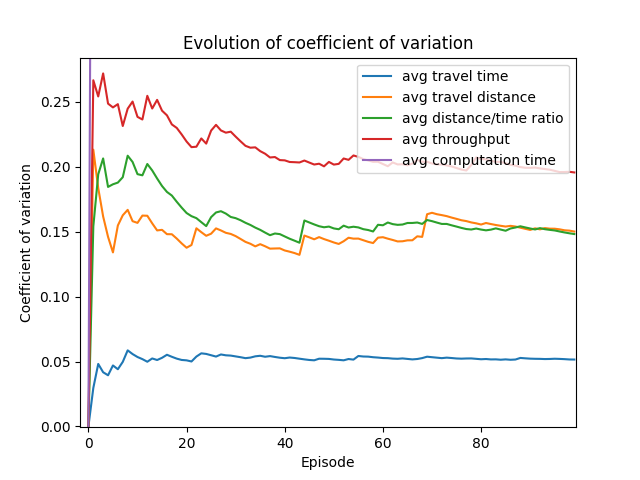 Evolution of coefficient of variation
avg travel time
avg travel distance
avg distance/time ratio
avg throughput
avg computation time
Coefficient of variation
0.25
0.20
0.15
0.10
0.05
0.00
0
20
40
60
80
Episode